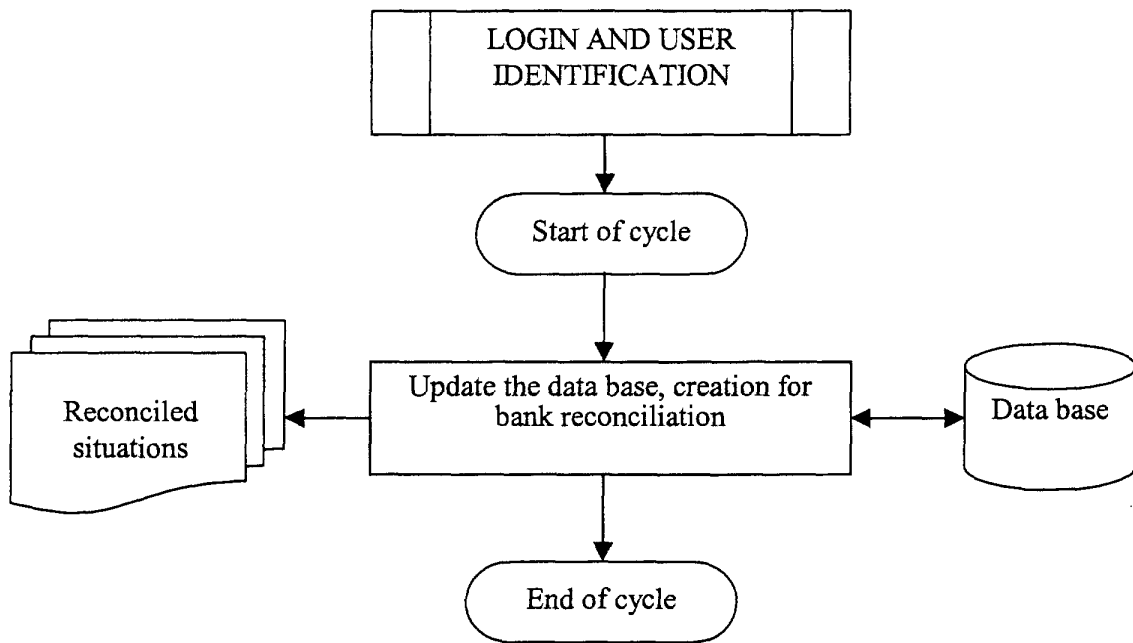 LOGIN AND USER
IDENTIFICATION
Start of cycle
Update the data base, creation for
bank reconciliation
Reconciled
situations
Data base
End of cycle